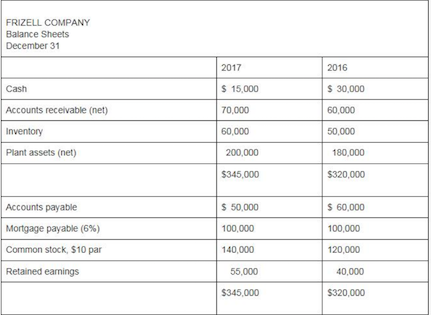 FRIZELL COMPANY
Balance Sheets
December 31
2017 2016
Cash $ 15,000 $ 30,000
Accounts receivable (net) 70,000 60,000
Inventory 60,000 50,000
Plant assets (net) 200,000 180,000
$345,000 $320,000
Accounts payable $ 50,000 $ 60,000
Mortgage payable (6%) 100,000 100,000
Common stock, $10 par 140,000 120,000
Retained earnings 55,000 40,000
$345,000 $320,000